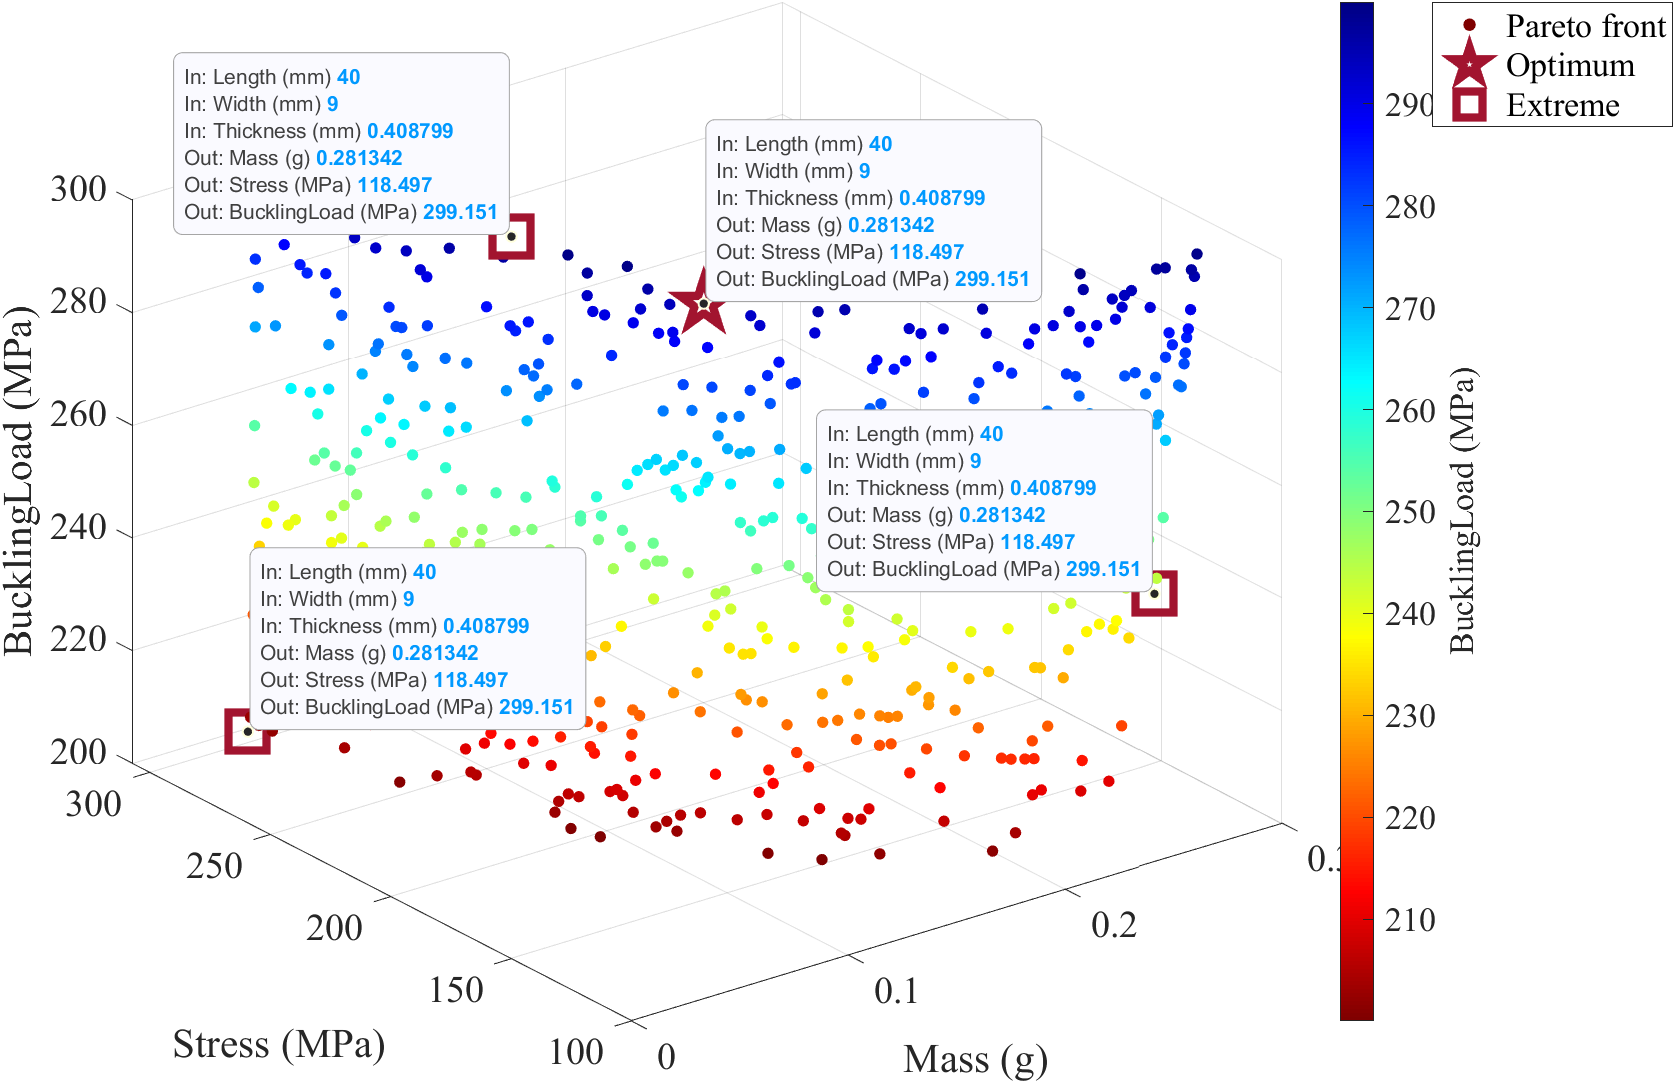 In: Length (mm) 40
In: Width (mm) 9
In: Thickness (mm) 0.408799
Out: Mass (g) 0.281342
Out: Stress (MPa) 118.497
Out: BucklingLoad (MPa) 299.151
In: Length (mm) 40
In: Width (mm) 9
In: Thickness (mm) 0.408799
Out: Mass (g) 0.281342
Out: Stress (MPa) 118.497
Out: BucklingLoad (MPa) 299.151
In: Length (mm) 40
In: Width (mm) 9
In: Thickness (mm) 0.408799
Out: Mass (g) 0.281342
Out: Stress (MPa) 118.497
Out: BucklingLoad (MPa) 299.151
In: Length (mm) 40
In: Width (mm) 9
In: Thickness (mm) 0.408799
Out: Mass (g) 0.281342
Out: Stress (MPa) 118.497
Out: BucklingLoad (MPa) 299.151
BucklingLoad (MPa)
300
280
260
240
220
200
300
250
200
150
100
Stress (MPa)
0
0.1
0.2
Mass (g)
290
280
270
260
250
240
230
220
210
BucklingLoad (MPa)
Pareto front
Optimum
Extreme